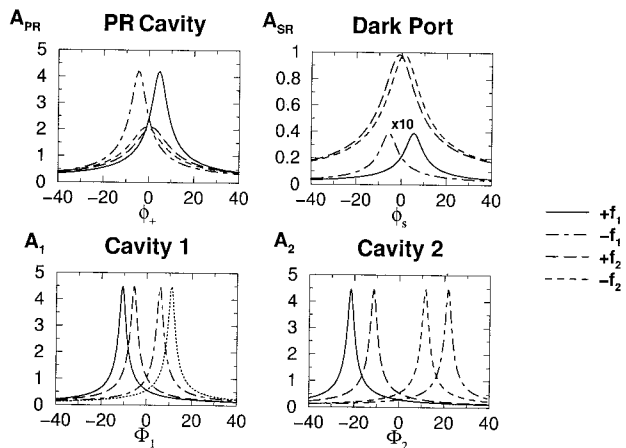 A_PR PR Cavity
5
4
3
2
1
0
−40 −20 0 20 40
ϕ_+
A_SR Dark Port
1
0.8
0.6
0.4
0.2
0
x10
−40 −20 0 20 40
ϕ_s
A_1 Cavity 1
5
4
3
2
1
0
−40 −20 0 20 40
Φ_1
A_2 Cavity 2
5
4
3
2
1
0
−40 −20 0 20 40
Φ_2
+f_1
−f_1
+f_2
−f_2